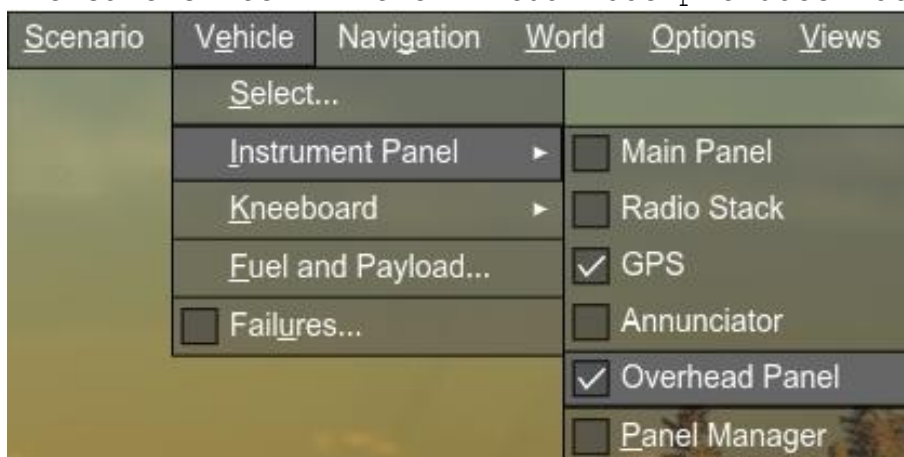 Scenario Vehicle Navigation World Options Views
Select...
Instrument Panel
Main Panel
Kneeboard
Radio Stack
Fuel and Payload...
GPS
Failures...
Annunciator
Overhead Panel
Panel Manager